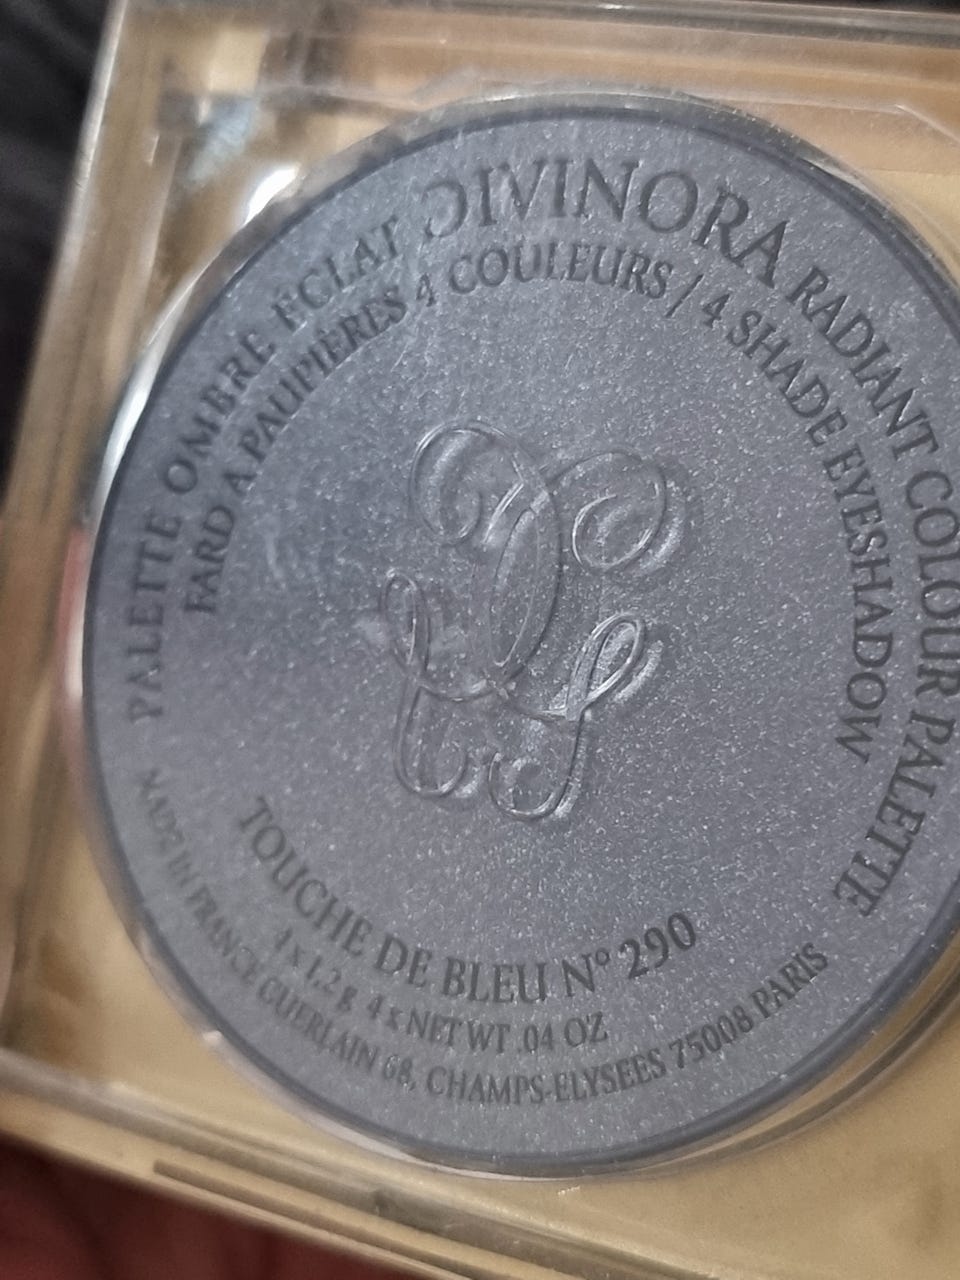 PALETTE OMBRE ECLAT DIVINORA RADIANT COLOUR PALETTE
FARD A PAUPIÈRES 4 COULEURS / 4 SHADE EYESHADOW
TOUCHE DE BLEU N° 290
4 x 1.2 g 4 x NET WT .04 OZ
MADE IN FRANCE GUERLAIN 68, CHAMPS-ELYSEES 75008 PARIS